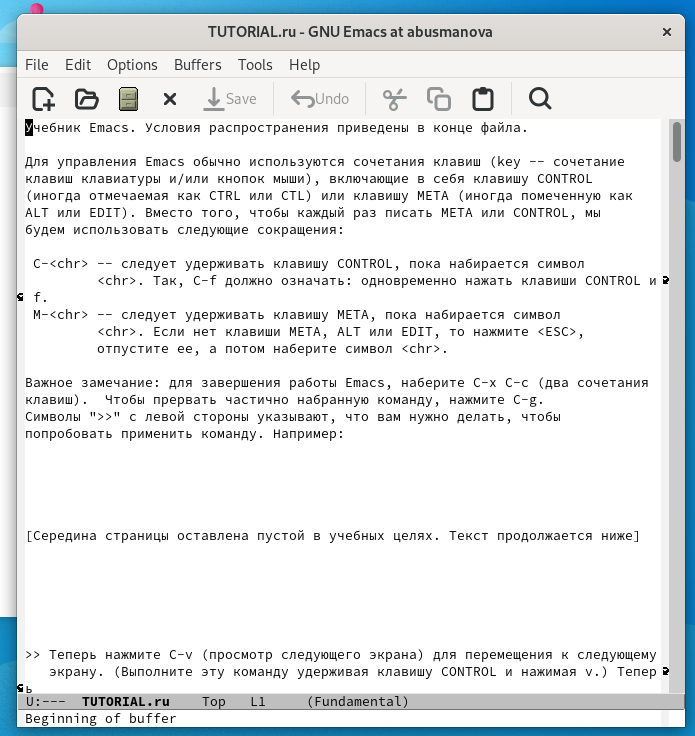 TUTORIAL.ru - GNU Emacs at abusmanova
File Edit Options Buffers Tools Help
Save Undo
Учебник Emacs. Условия распространения приведены в конце файла.
Для управления Emacs обычно используются сочетания клавиш (key -- сочетание
клавиш клавиатуры и/или кнопок мыши), включающие в себя клавишу CONTROL
(иногда отмечаемая как CTRL или CTL) или клавишу META (иногда помеченную как
ALT или EDIT). Вместо того, чтобы каждый раз писать META или CONTROL, мы
будем использовать следующие сокращения:
C-<chr> -- следует удерживать клавишу CONTROL, пока набирается символ
<chr>. Так, C-f должно означать: одновременно нажать клавиши CONTROL и
f.
M-<chr> -- следует удерживать клавишу META, пока набирается символ
<chr>. Если нет клавиши META, ALT или EDIT, то нажмите <ESC>,
отпустите ее, а потом наберите символ <chr>.
Важное замечание: для завершения работы Emacs, наберите C-x C-c (два сочетания
клавиш).  Чтобы прервать частично набранную команду, нажмите C-g.
Символы ">>" с левой стороны указывают, что вам нужно делать, чтобы
попробовать применить команду. Например:
[Середина страницы оставлена пустой в учебных целях. Текст продолжается ниже]
>> Теперь нажмите C-v (просмотр следующего экрана) для перемещения к следующему
экрану. (Выполните эту команду удерживая клавишу CONTROL и нажимая v.) Тепер
ь
U:--- TUTORIAL.ru Top L1 (Fundamental)
Beginning of buffer